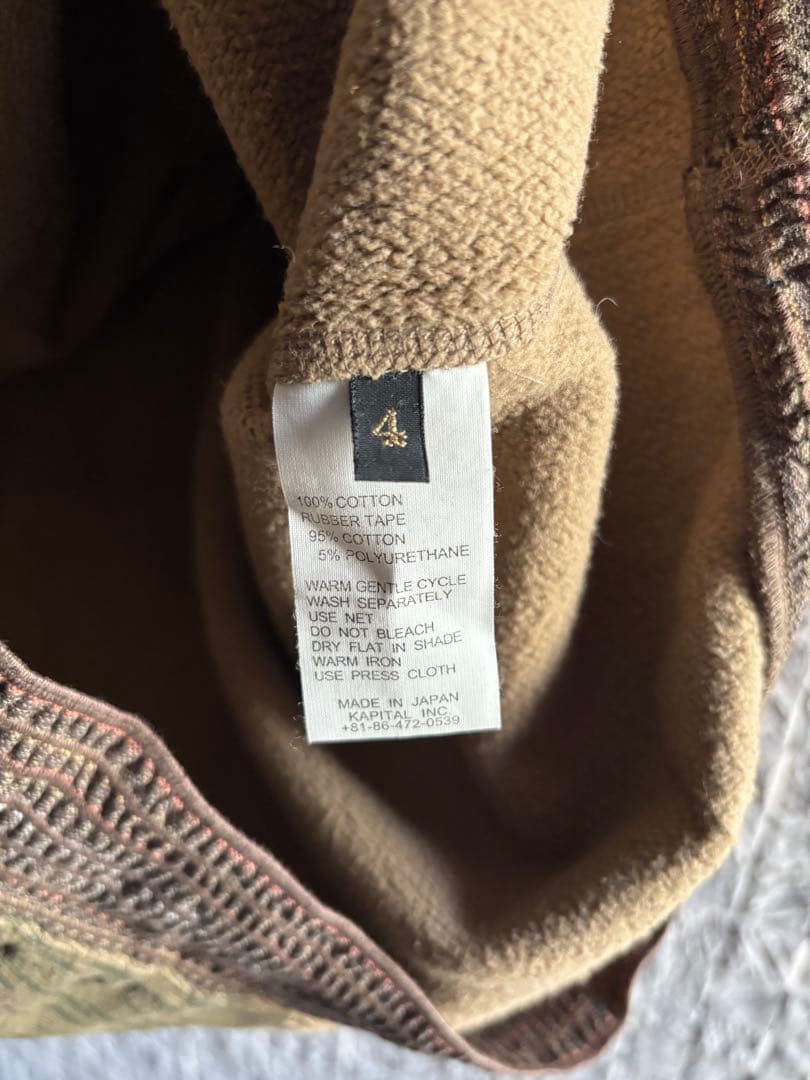 4
100% COTTON
RUBBER TAPE
95% COTTON
5% POLYURETHANE
WARM GENTLE CYCLE
WASH SEPARATELY
USE NET
DO NOT BLEACH
DRY FLAT IN SHADE
WARM IRON
USE PRESS CLOTH
MADE IN JAPAN
KAPITAL INC.
+81-86-472-0539